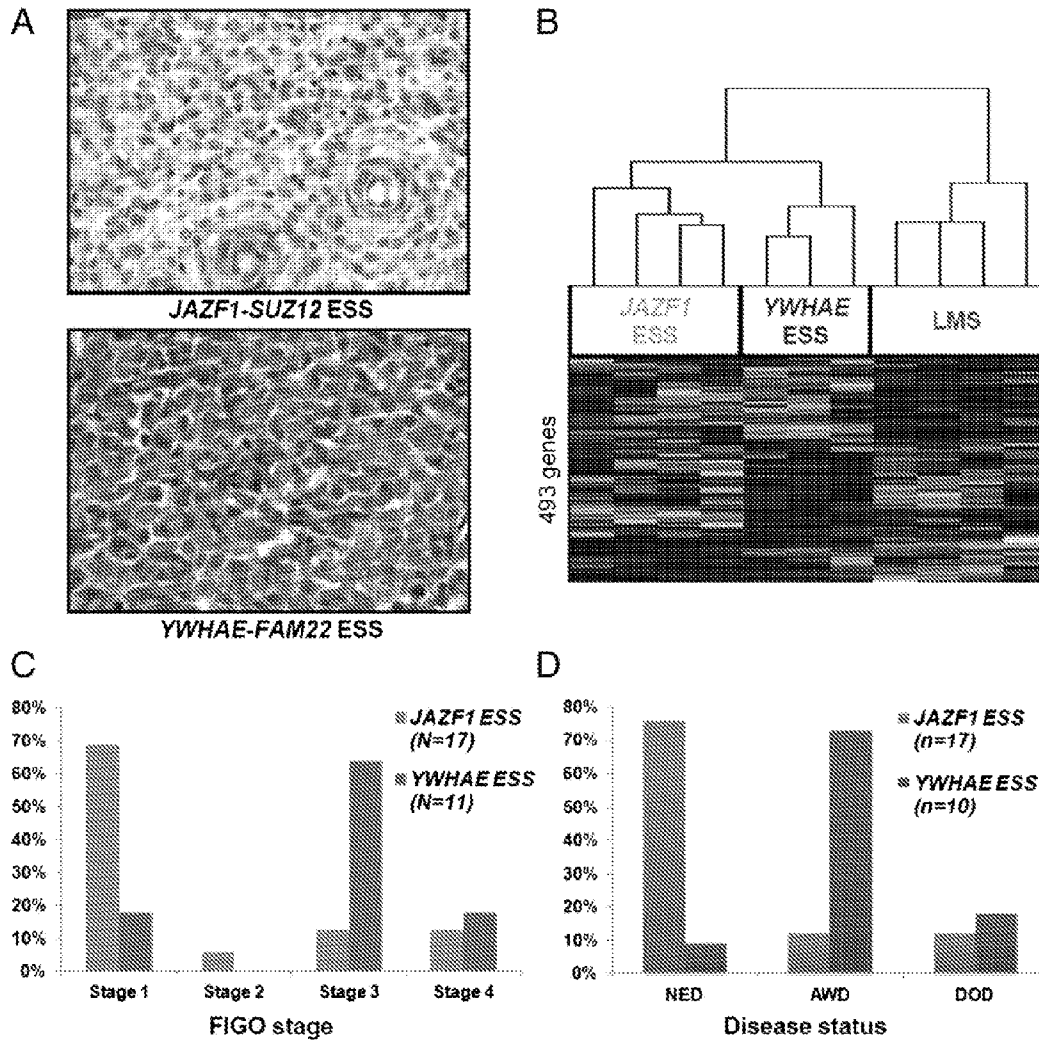 A
JAZF1-SUZ12 ESS
YWHAE-FAM22 ESS
B
JAZF1
ESS
YWHAE
ESS
LMS
493 genes
C
80%
70%
60%
50%
40%
30%
20%
10%
0%
JAZF1 ESS
(N=17)
YWHAE ESS
(N=11)
Stage 1
Stage 2
Stage 3
Stage 4
FIGO stage
D
80%
70%
60%
50%
40%
30%
20%
10%
0%
JAZF1 ESS
(n=17)
YWHAE ESS
(n=10)
NED
AWD
DOD
Disease status